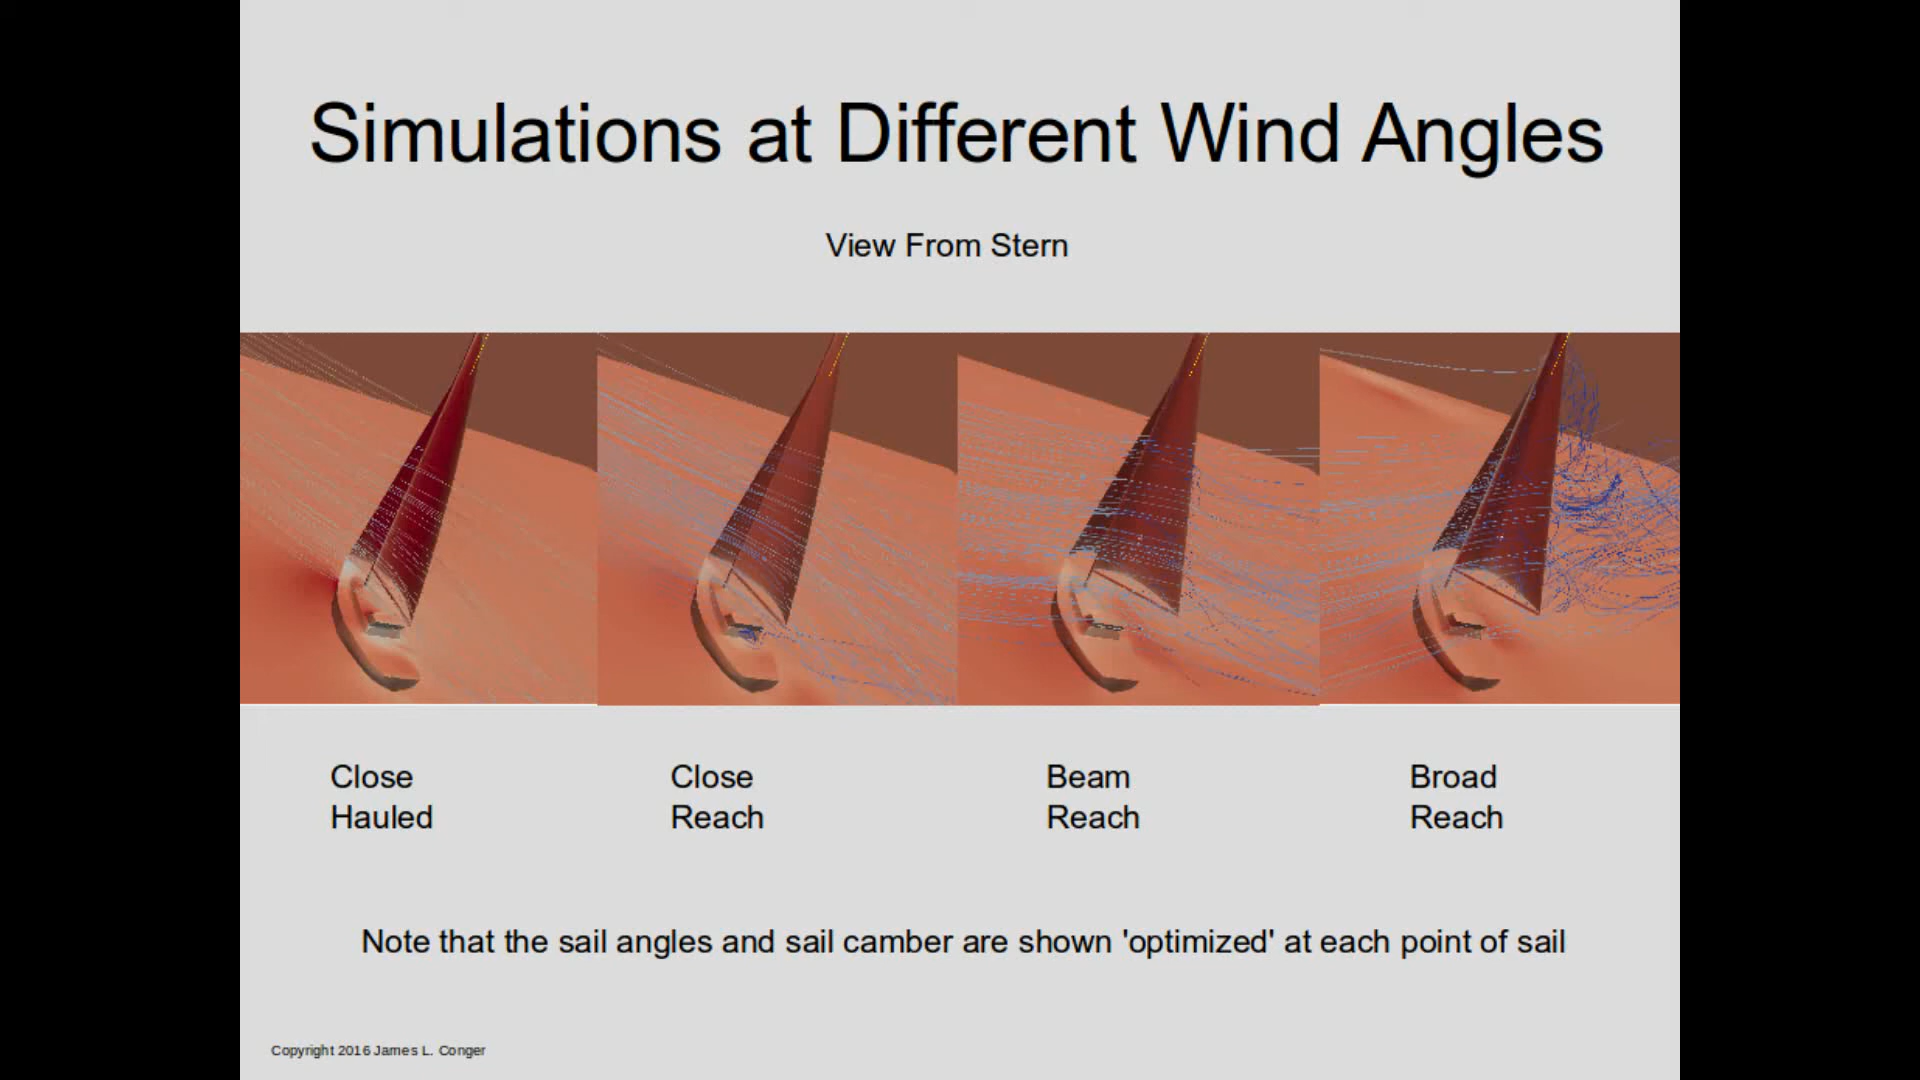 Simulations at Different Wind Angles
View From Stern
Close
Hauled
Close
Reach
Beam
Reach
Broad
Reach
Note that the sail angles and sail camber are shown 'optimized' at each point of sail
Copyright 2016 James L. Conger